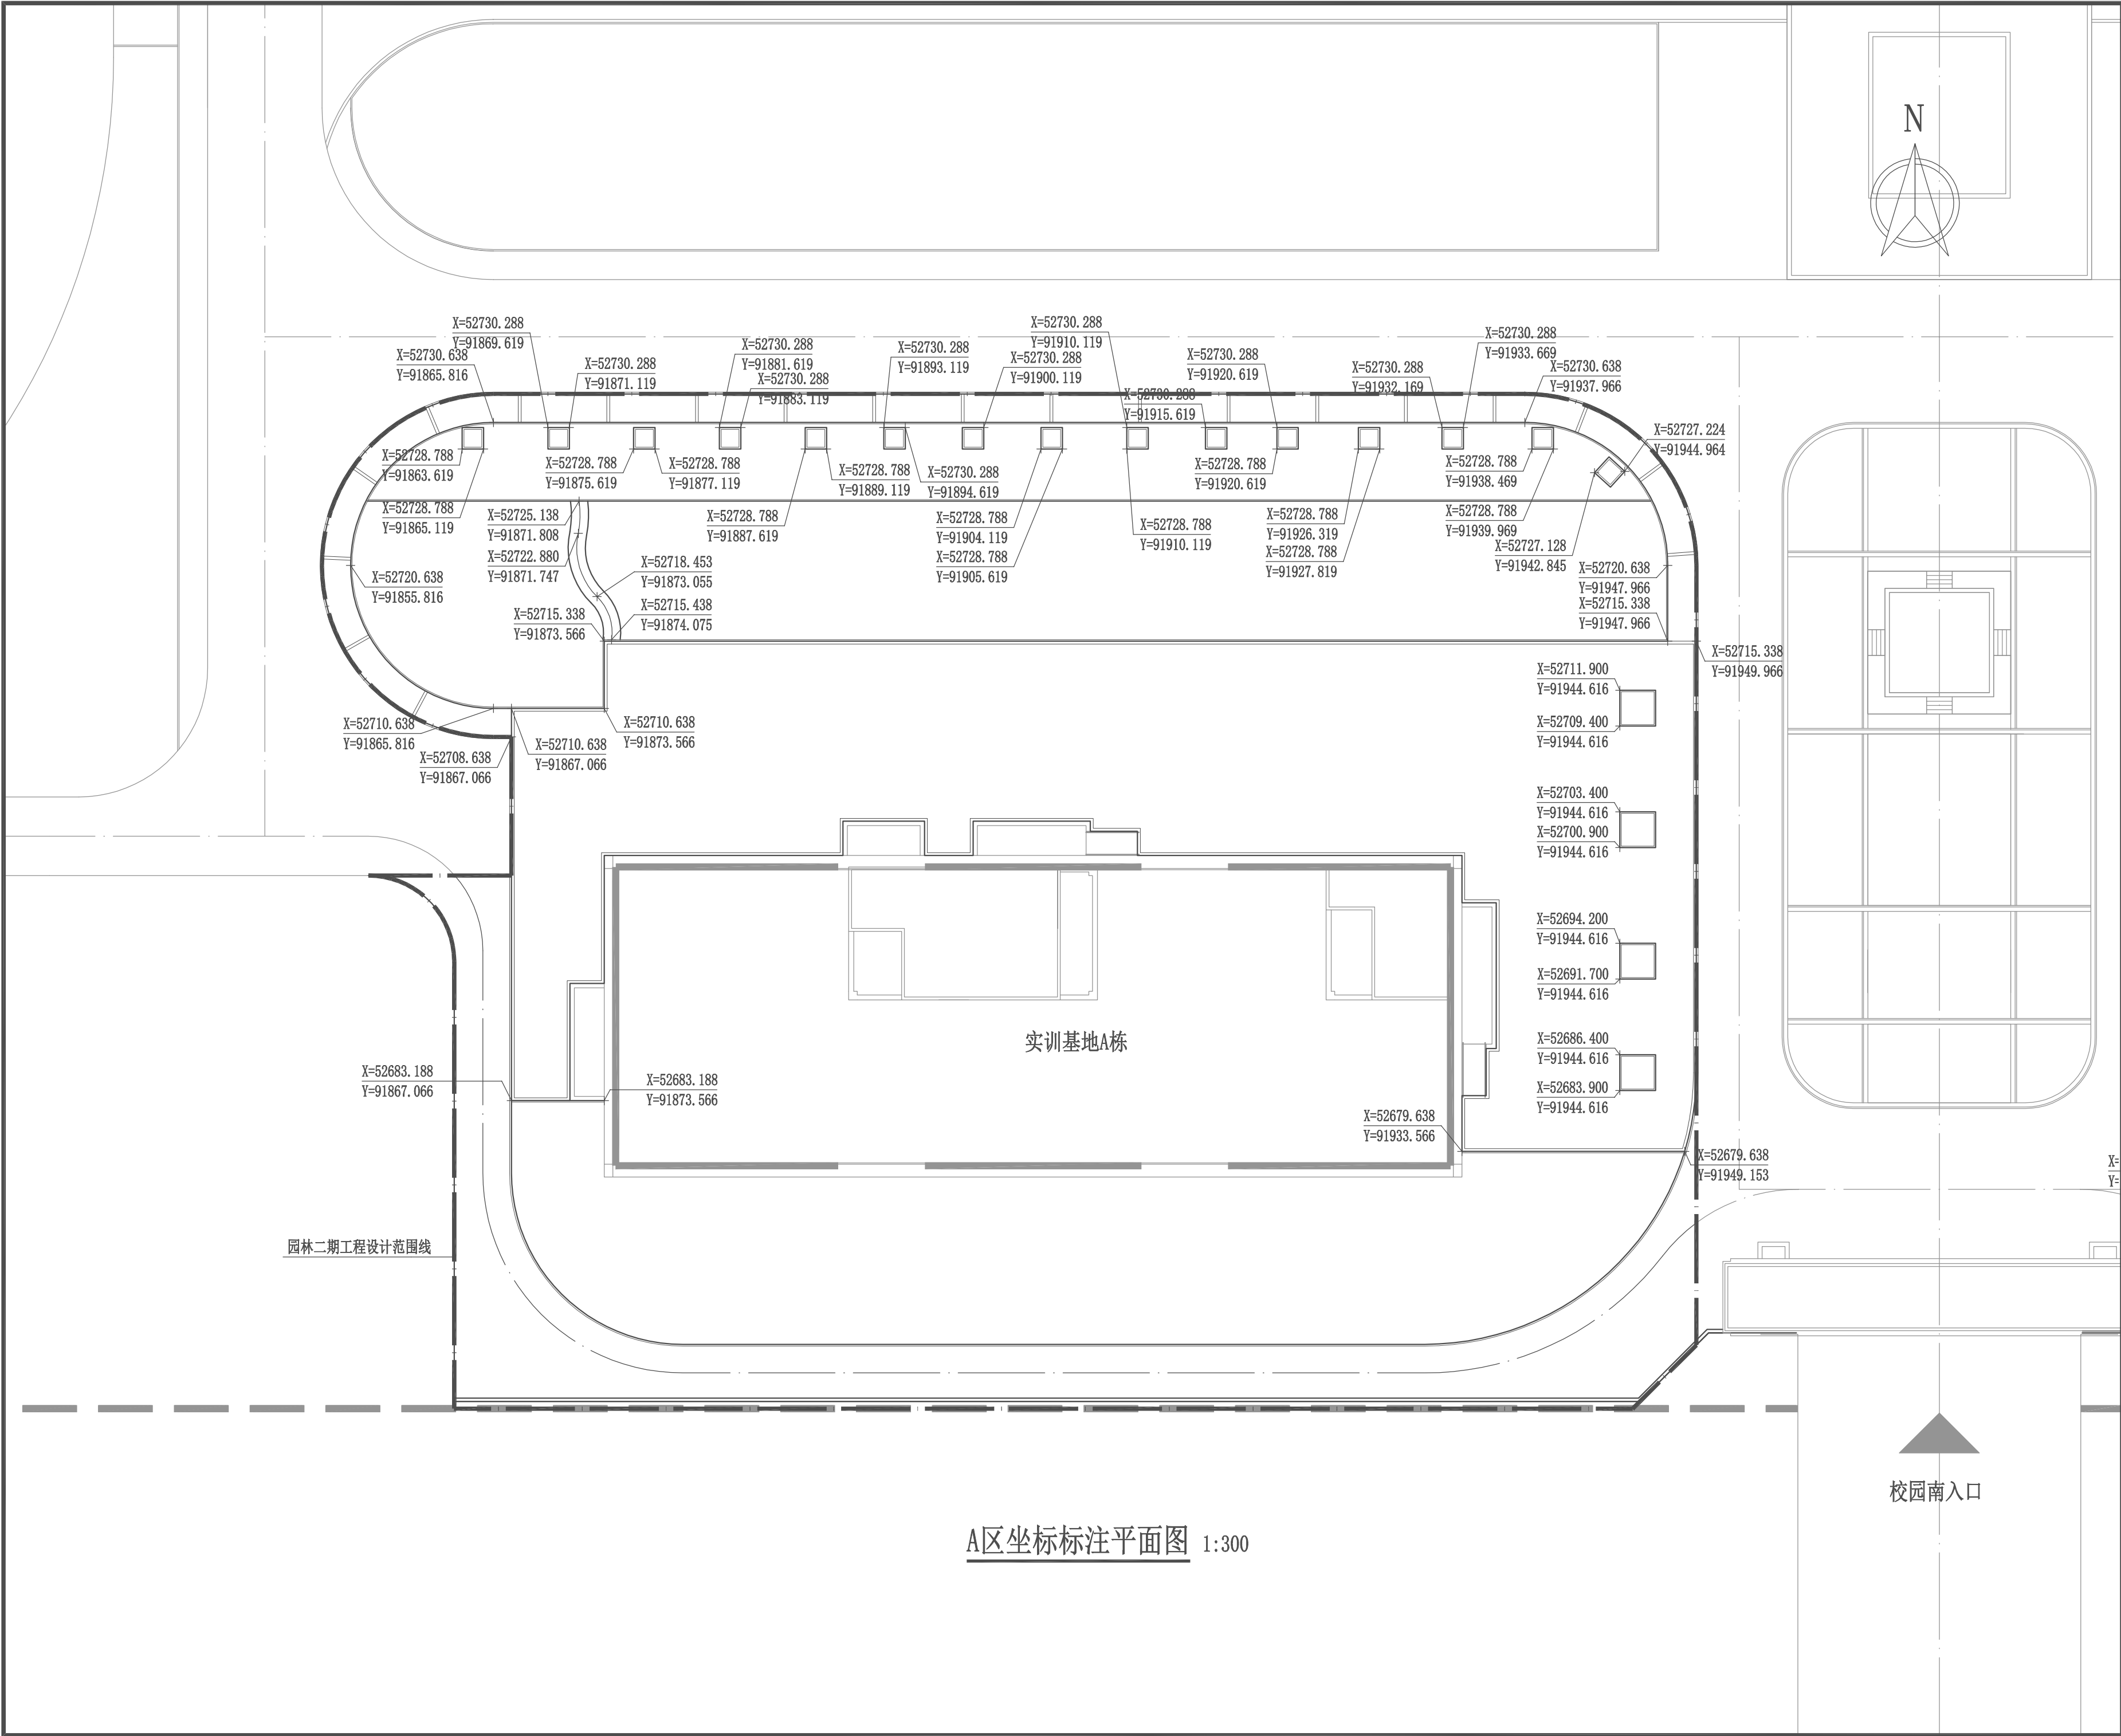 N
X=52730.288
Y=91869.619
X=52730.638
Y=91865.816
X=52730.288
Y=91871.119
X=52730.288
Y=91881.619
X=52730.288
Y=91883.119
X=52730.288
Y=91893.119
X=52730.288
Y=91910.119
X=52730.288
Y=91900.119
X=52730.288
Y=91915.619
X=52730.288
Y=91920.619
X=52730.288
Y=91932.169
X=52730.288
Y=91933.669
X=52730.638
Y=91937.966
X=52727.224
Y=91944.964
X=52728.788
Y=91863.619
X=52728.788
Y=91865.119
X=52728.788
Y=91875.619
X=52728.788
Y=91877.119
X=52728.788
Y=91887.619
X=52728.788
Y=91889.119
X=52730.288
Y=91894.619
X=52728.788
Y=91904.119
X=52728.788
Y=91905.619
X=52728.788
Y=91910.119
X=52728.788
Y=91920.619
X=52728.788
Y=91926.319
X=52728.788
Y=91927.819
X=52728.788
Y=91938.469
X=52728.788
Y=91939.969
X=52727.128
Y=91942.845
X=52725.138
Y=91871.808
X=52722.880
Y=91871.747
X=52718.453
Y=91873.055
X=52715.438
Y=91874.075
X=52715.338
Y=91873.566
X=52720.638
Y=91855.816
X=52720.638
Y=91947.966
X=52715.338
Y=91947.966
X=52715.338
Y=91949.966
X=52710.638
Y=91865.816
X=52708.638
Y=91867.066
X=52710.638
Y=91867.066
X=52710.638
Y=91873.566
X=52711.900
Y=91944.616
X=52709.400
Y=91944.616
X=52703.400
Y=91944.616
X=52700.900
Y=91944.616
X=52694.200
Y=91944.616
X=52691.700
Y=91944.616
X=52686.400
Y=91944.616
X=52683.900
Y=91944.616
实训基地A栋
X=52683.188
Y=91867.066
X=52683.188
Y=91873.566
X=52679.638
Y=91933.566
X=52679.638
Y=91949.153
X=
Y=
园林二期工程设计范围线
校园南入口
A区坐标标注平面图 1:300